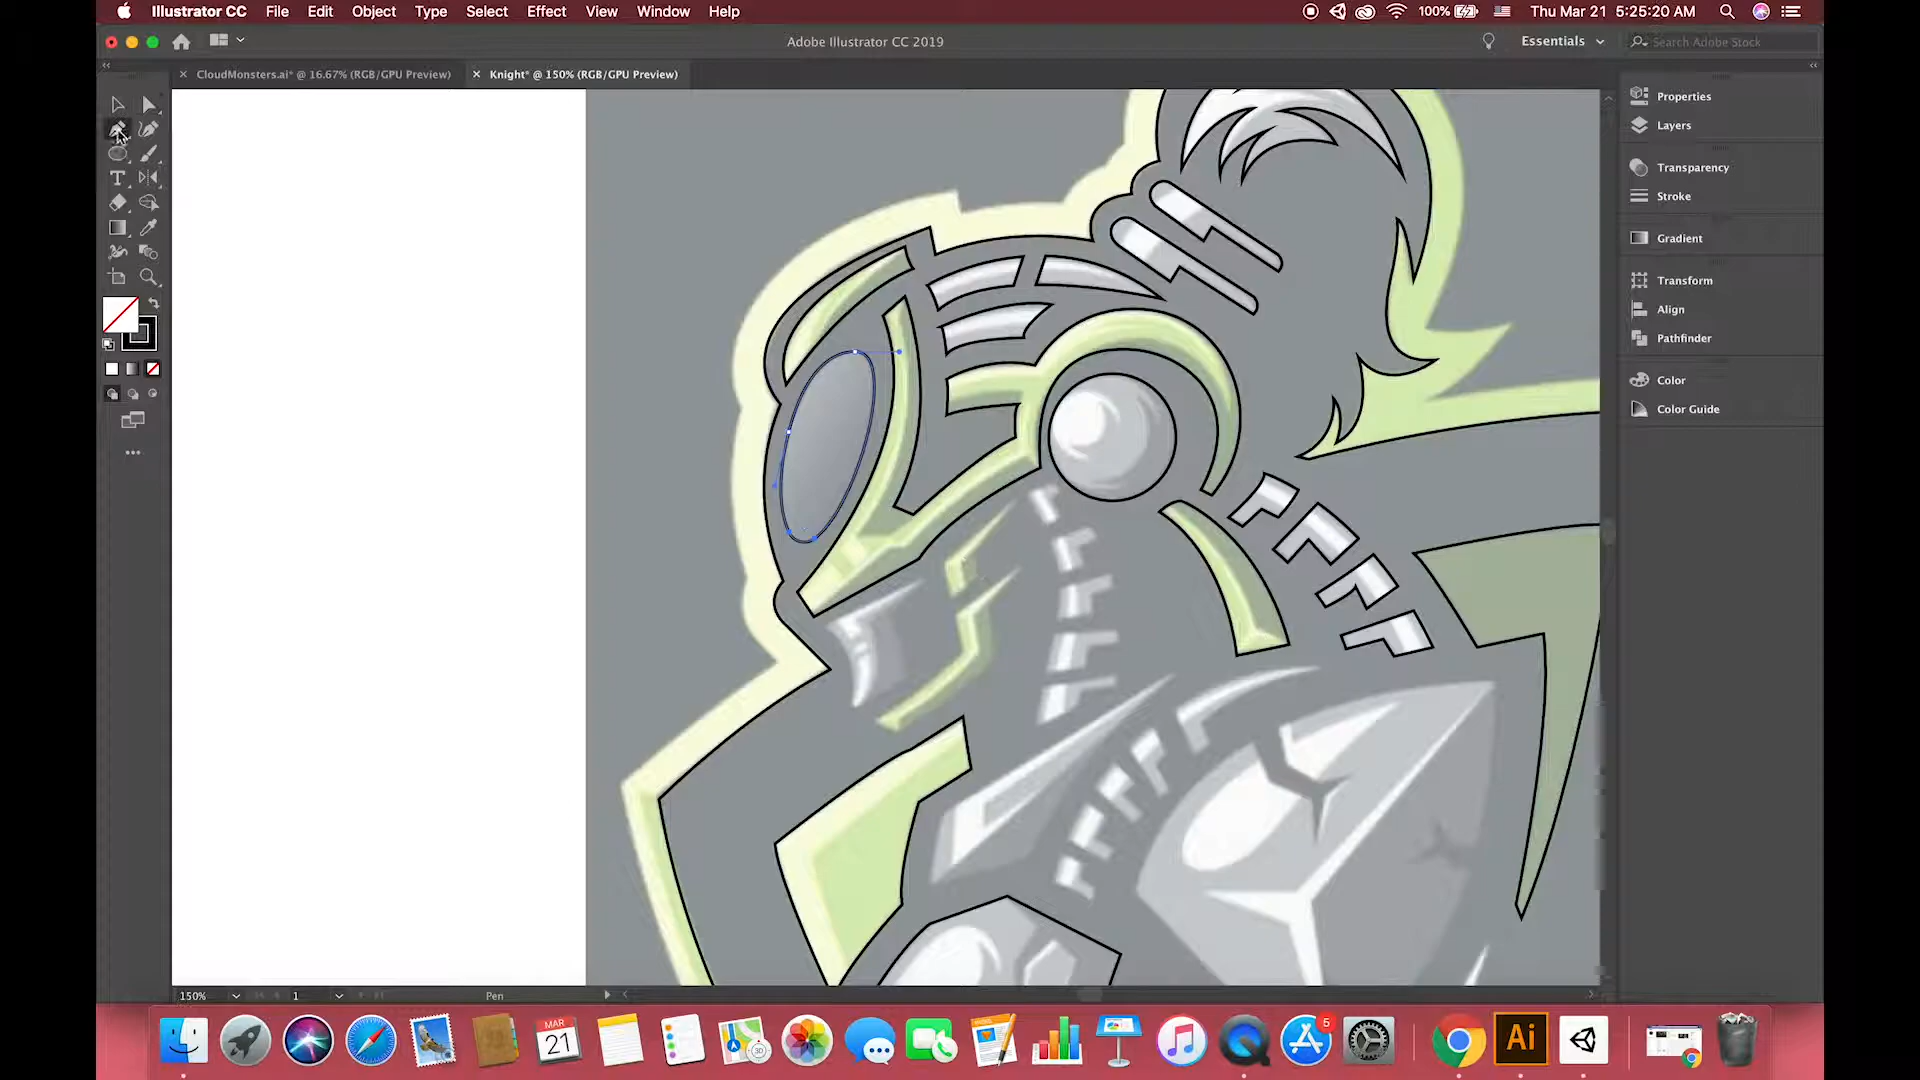 Illustrator CC File Edit Object Type Select Effect View Window Help 100% Thu Mar 21 5:25:20 AM
Adobe Illustrator CC 2019 Essentials Search Adobe Stock
CloudMonsters.ai* @ 16.67% (RGB/GPU Preview) Knight* @ 150% (RGB/GPU Preview)
Properties
Layers
Transparency
Stroke
Gradient
Transform
Align
Pathfinder
Color
Color Guide
T
150% 1 Pen
MAR
21
5
Ai